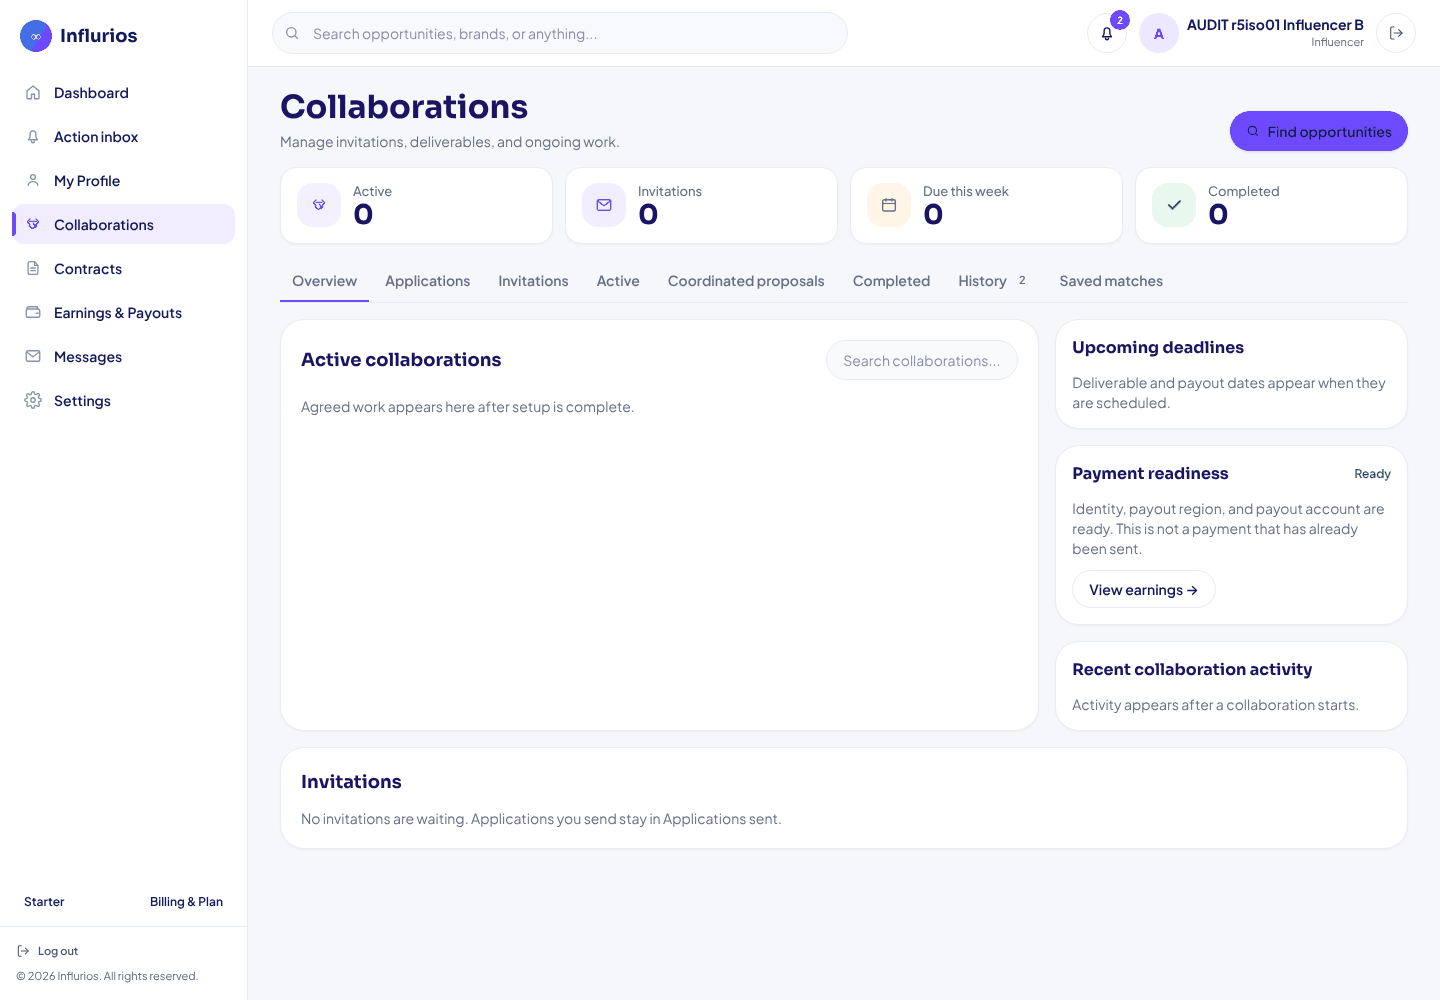 Influrios
Search opportunities, brands, or anything...
2
A
AUDIT r5iso01 Influencer B
Influencer
Dashboard
Action inbox
My Profile
Collaborations
Contracts
Earnings & Payouts
Messages
Settings
Starter
Billing & Plan
Log out
© 2026 Influrios. All rights reserved.
Collaborations
Manage invitations, deliverables, and ongoing work.
Find opportunities
Active
0
Invitations
0
Due this week
0
Completed
0
Overview
Applications
Invitations
Active
Coordinated proposals
Completed
History 2
Saved matches
Active collaborations
Search collaborations...
Agreed work appears here after setup is complete.
Upcoming deadlines
Deliverable and payout dates appear when they
are scheduled.
Payment readiness
Ready
Identity, payout region, and payout account are
ready. This is not a payment that has already
been sent.
View earnings →
Recent collaboration activity
Activity appears after a collaboration starts.
Invitations
No invitations are waiting. Applications you send stay in Applications sent.